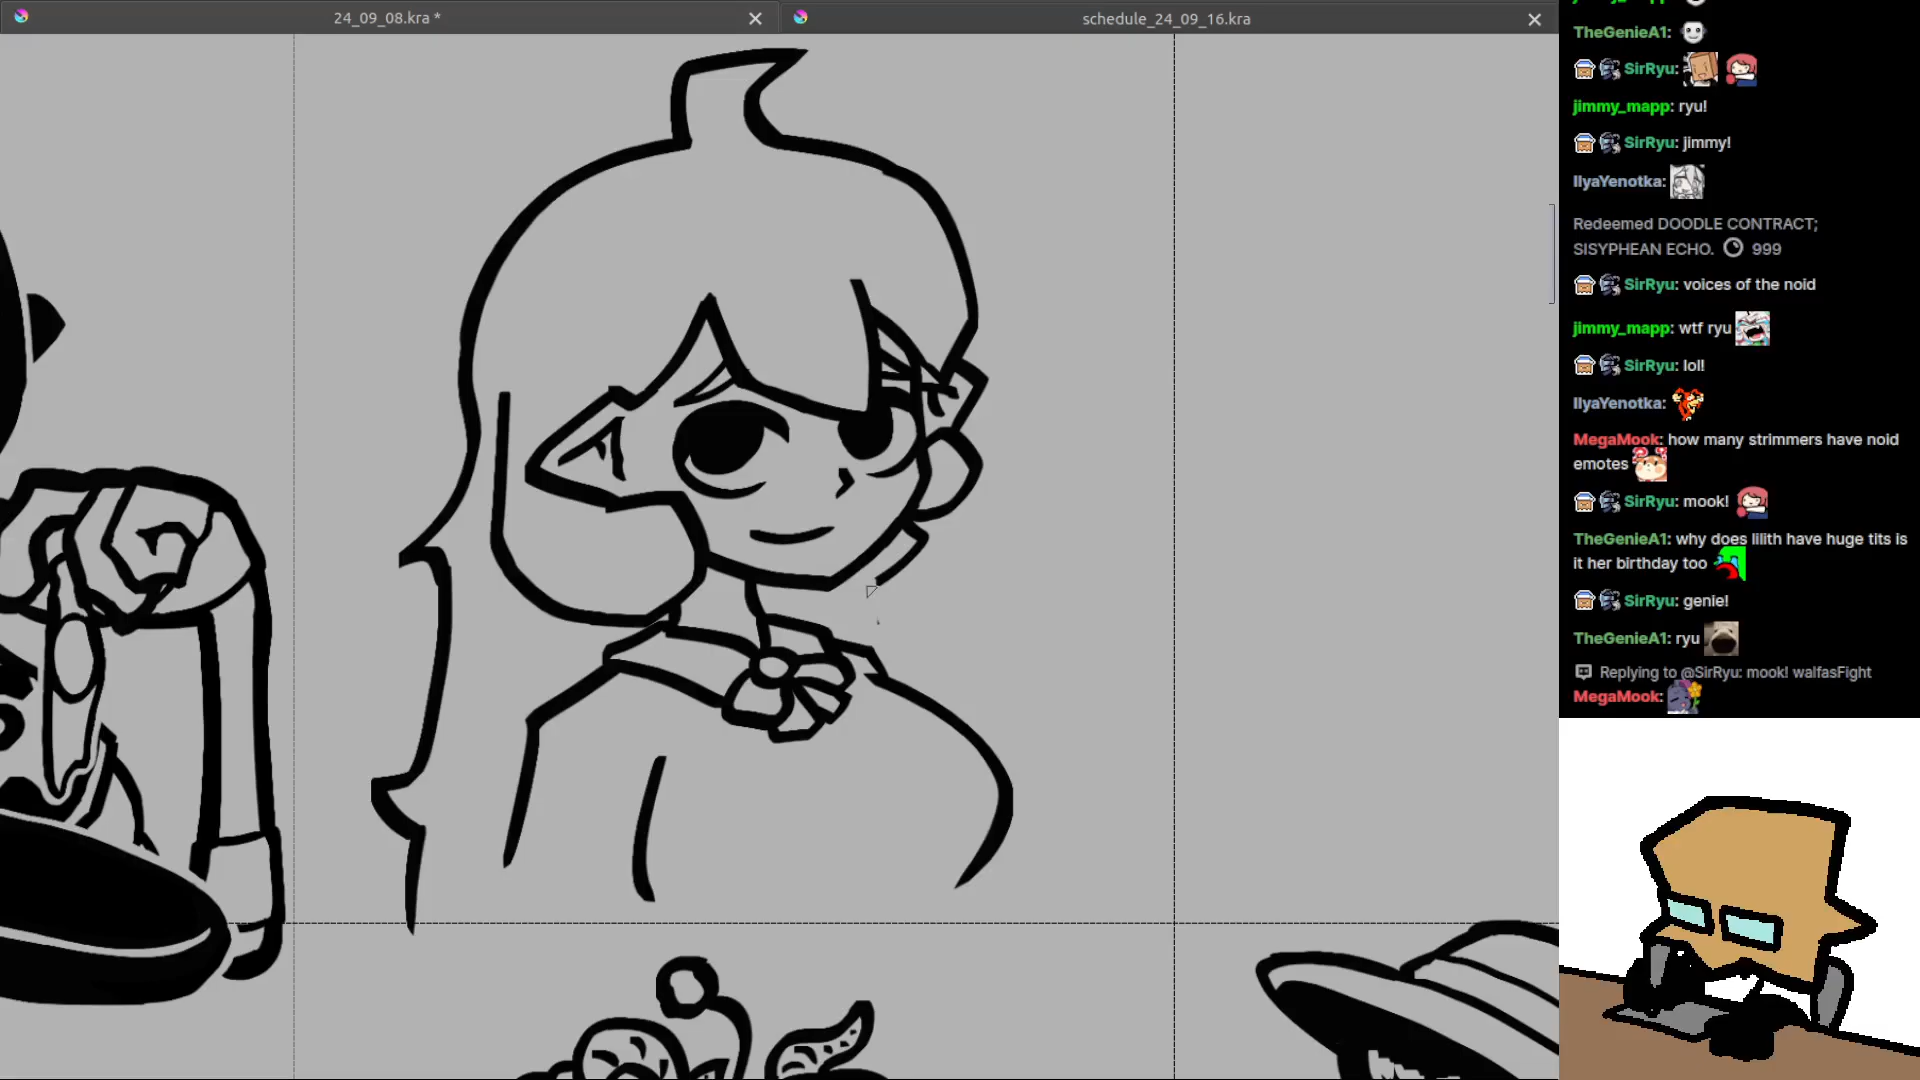 24_09_08.kra *
schedule_24_09_16.kra
TheGenieA1:
SirRyu:
jimmy_mapp: ryu!
SirRyu: jimmy!
IlyaYenotka:
Redeemed DOODLE CONTRACT;
SISYPHEAN ECHO. 999
SirRyu: voices of the noid
jimmy_mapp: wtf ryu
SirRyu: lol!
IlyaYenotka:
MegaMook: how many strimmers have noid
emotes
SirRyu: mook!
TheGenieA1: why does lilith have huge tits is
it her birthday too
SirRyu: genie!
TheGenieA1: ryu
Replying to @SirRyu: mook! walfasFight
MegaMook: